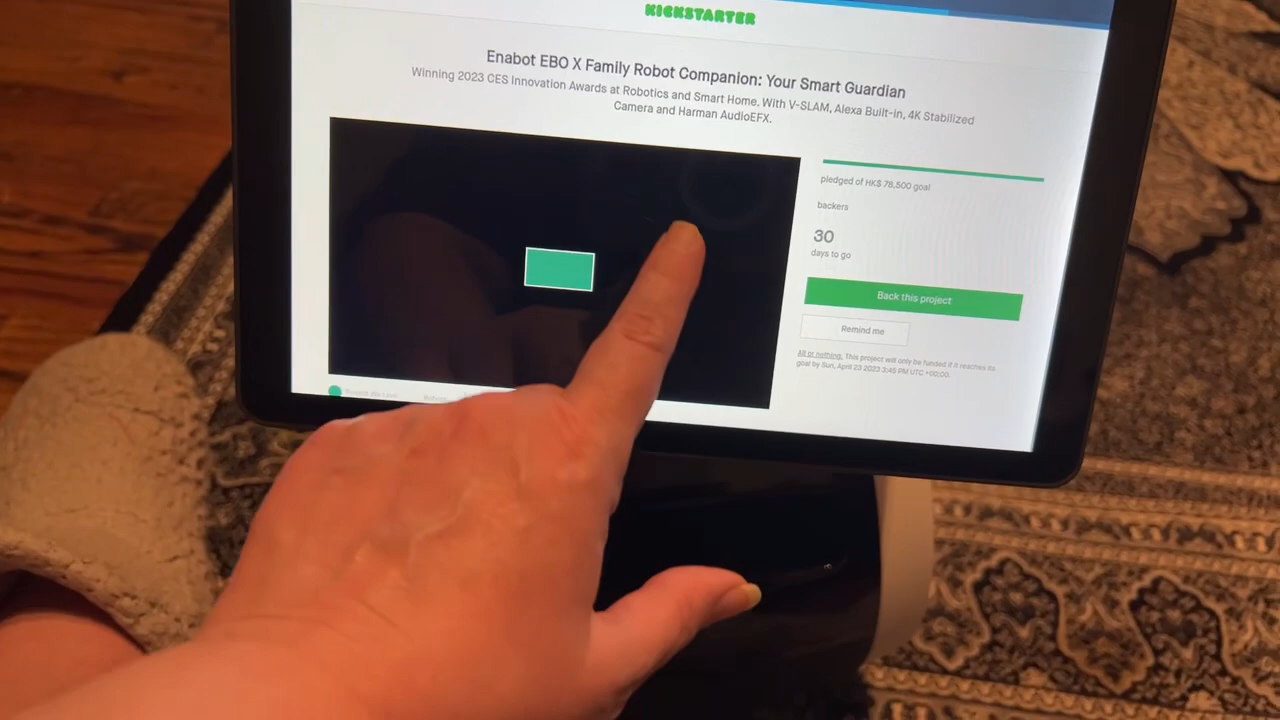 KICKSTARTER
Enabot EBO X Family Robot Companion: Your Smart Guardian
Winning 2023 CES Innovation Awards at Robotics and Smart Home. With V-SLAM, Alexa Built-in, 4K Stabilized
Camera and Harman AudioEFX.
pledged of HK$ 78,500 goal
backers
30
days to go
Back this project
Remind me
All or nothing. This project will only be funded if it reaches its
goal by Sun, April 23 2023 3:45 PM UTC +00:00.